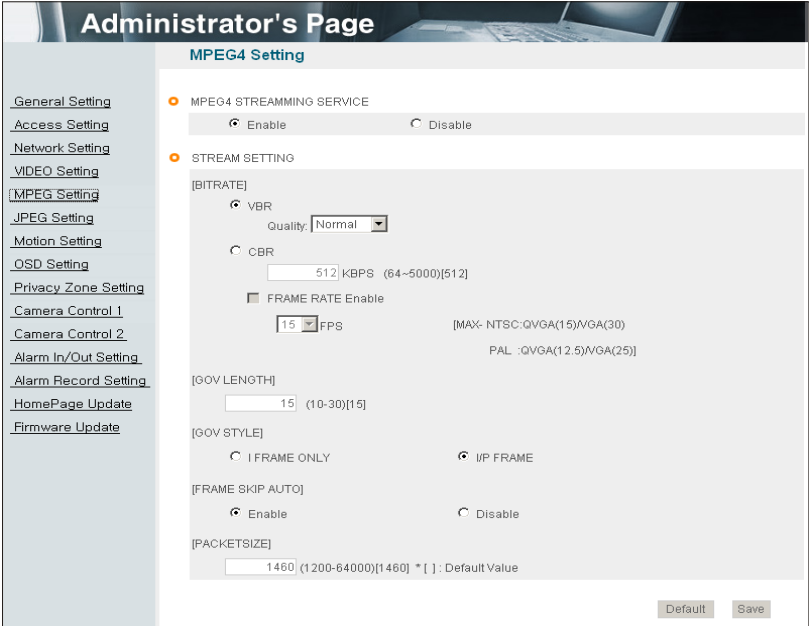 Administrator's Page
MPEG4 Setting
General Setting
Access Setting
Network Setting
VIDEO Setting
MPEG Setting
JPEG Setting
Motion Setting
OSD Setting
Privacy Zone Setting
Camera Control 1
Camera Control 2
Alarm In/Out Setting
Alarm Record Setting
HomePage Update
Firmware Update
MPEG4 STREAMMING SERVICE
Enable Disable
STREAM SETTING
[BITRATE]
VBR
Quality: Normal
CBR
512 KBPS (64~5000)[512]
FRAME RATE Enable
15 FPS [MAX- NTSC:QVGA(15)/VGA(30)
PAL :QVGA(12.5)/VGA(25)]
[GOV LENGTH]
15 (10-30)[15]
[GOV STYLE]
I FRAME ONLY I/P FRAME
[FRAME SKIP AUTO]
Enable Disable
[PACKETSIZE]
1460 (1200-64000)[1460] * [ ] : Default Value
Default Save